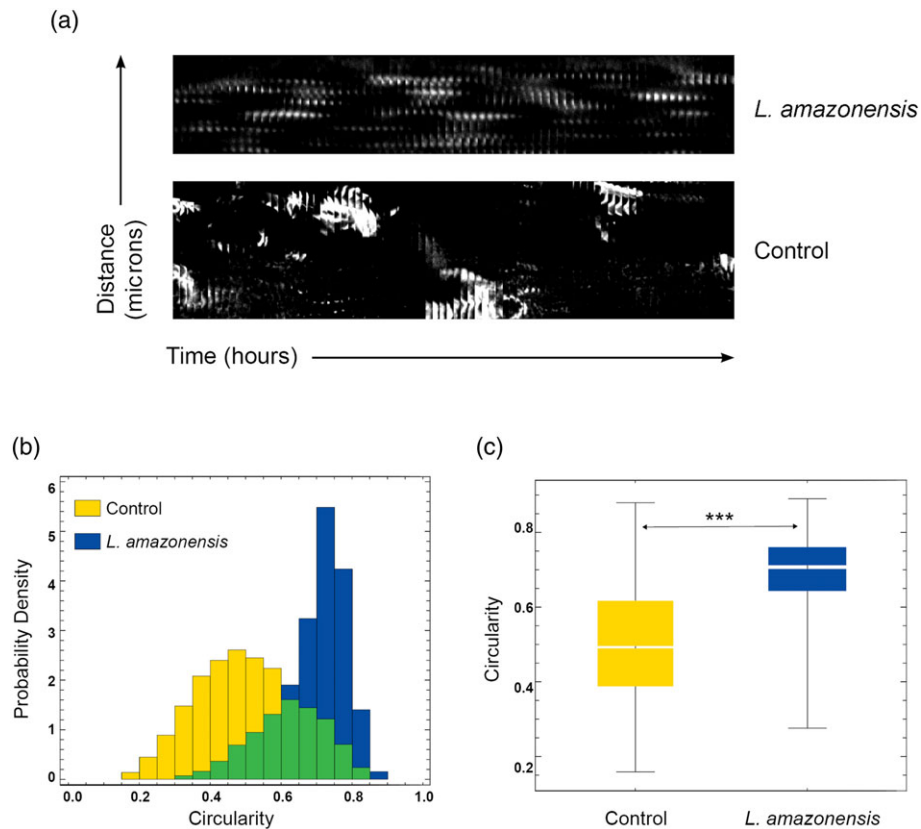 (a)
L. amazonensis
Control
Distance
(microns)
Time (hours)
(b)
6
5
4
3
2
1
0
Probability Density
Control
L. amazonensis
0.0 0.2 0.4 0.6 0.8 1.0
Circularity
(c)
0.8
0.6
0.4
0.2
Circularity
***
Control L. amazonensis